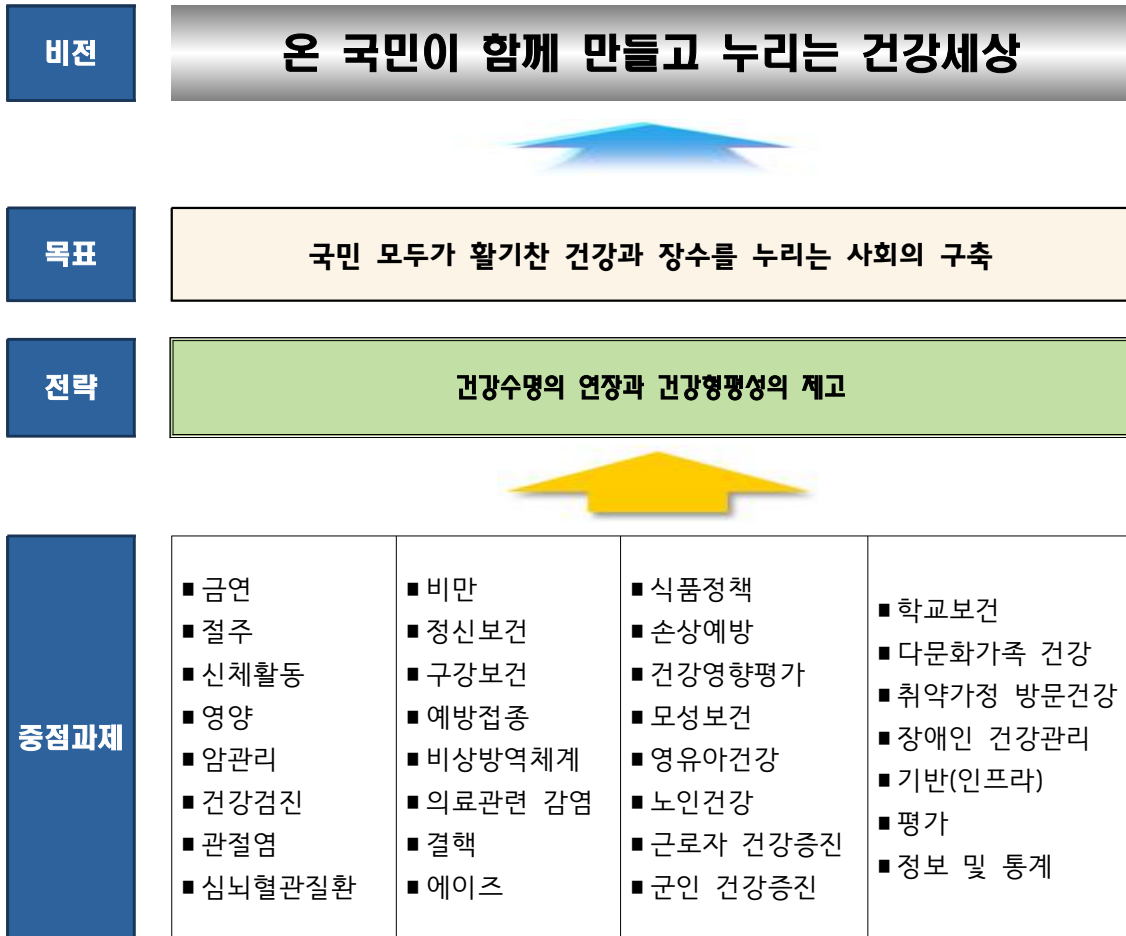 비전
온 국민이 함께 만들고 누리는 건강세상
목표
국민 모두가 활기찬 건강과 장수를 누리는 사회의 구축
전략
건강수명의 연장과 건강형평성의 제고
중점과제
■ 금연
■ 절주
■ 신체활동
■ 영양
■ 암관리
■ 건강검진
■ 관절염
■ 심뇌혈관질환
■ 비만
■ 정신보건
■ 구강보건
■ 예방접종
■ 비상방역체계
■ 의료관련 감염
■ 결핵
■ 에이즈
■ 식품정책
■ 손상예방
■ 건강영향평가
■ 모성보건
■ 영유아건강
■ 노인건강
■ 근로자 건강증진
■ 군인 건강증진
■ 학교보건
■ 다문화가족 건강
■ 취약가정 방문건강
■ 장애인 건강관리
■ 기반(인프라)
■ 평가
■ 정보 및 통계